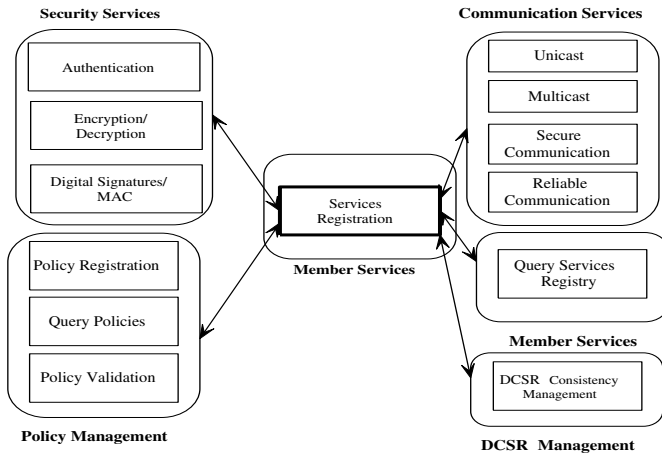 Security Services
Authentication
Encryption/
Decryption
Digital Signatures/
MAC
Policy Registration
Query Policies
Policy Validation
Policy Management
Services
Registration
Member Services
Communication Services
Unicast
Multicast
Secure
Communication
Reliable
Communication
Query Services
Registry
Member Services
DCSR Consistency
Management
DCSR Management